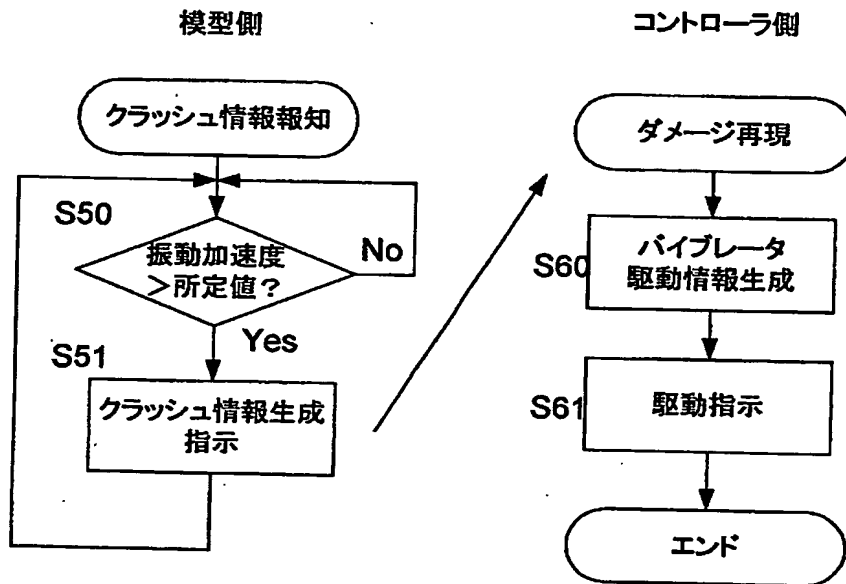 模型側
クラッシュ情報報知
S50
振動加速度
>所定値?
No
Yes
S51
クラッシュ情報生成
指示
コントローラ側
ダメージ再現
S60
バイブレータ
駆動情報生成
S61
駆動指示
エンド